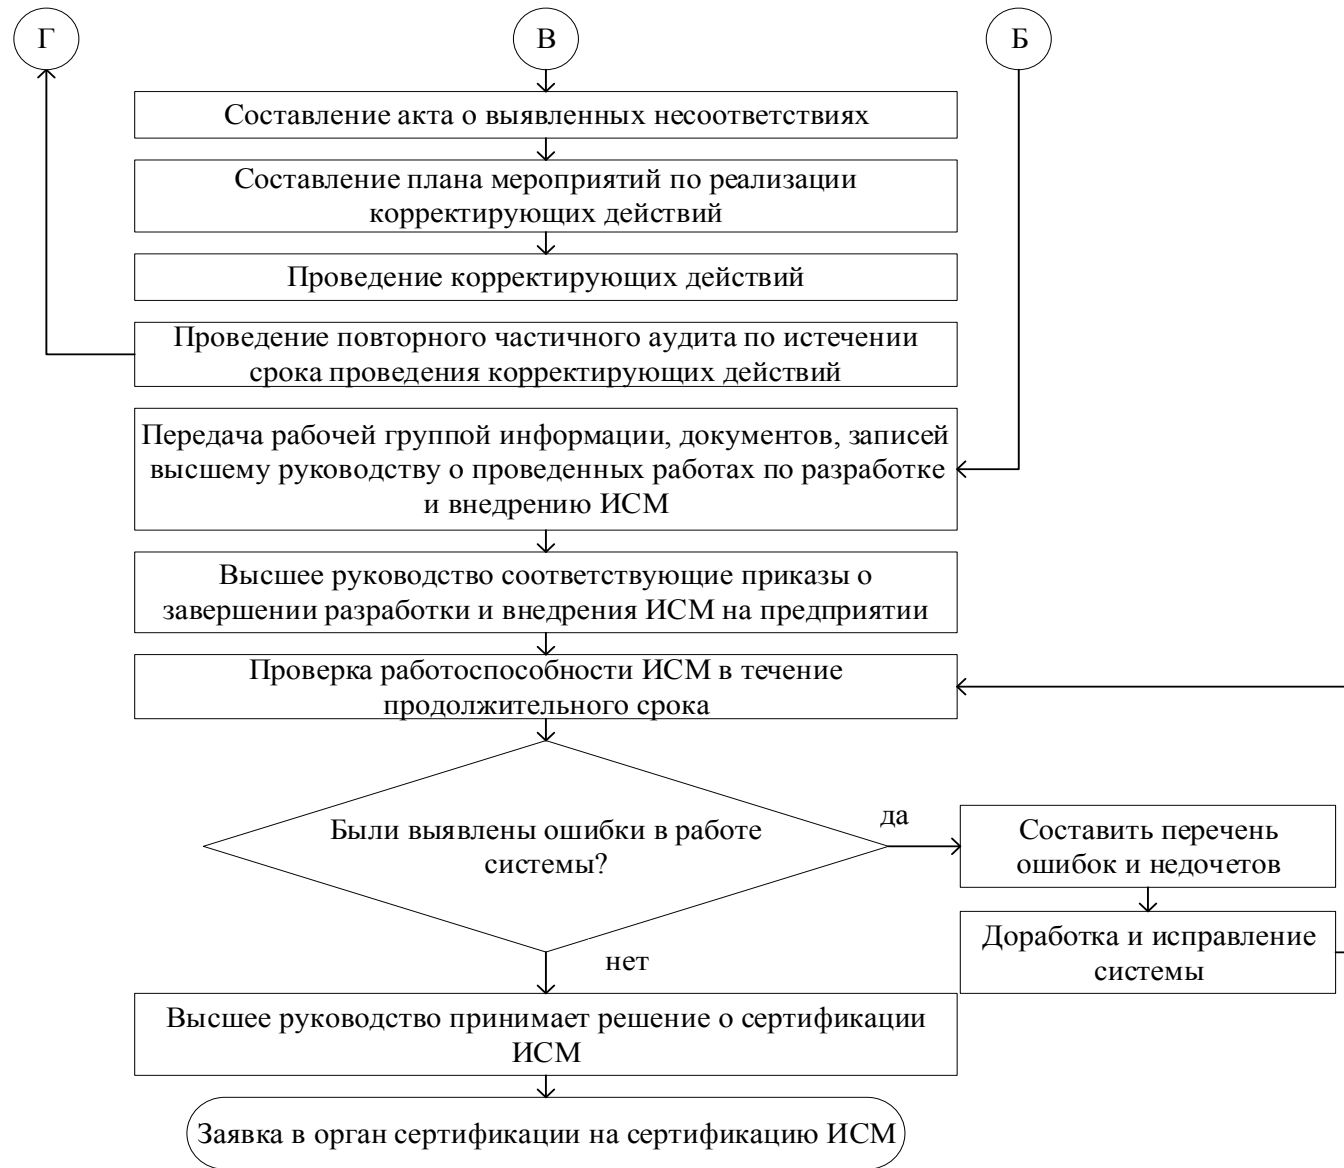 Г
В
Б
Составление акта о выявленных несоответствиях
Составление плана мероприятий по реализации
корректирующих действий
Проведение корректирующих действий
Проведение повторного частичного аудита по истечении
срока проведения корректирующих действий
Передача рабочей группой информации, документов, записей
высшему руководству о проведенных работах по разработке
и внедрению ИСМ
Высшее руководство соответствующие приказы о
завершении разработки и внедрения ИСМ на предприятии
Проверка работоспособности ИСМ в течение
продолжительного срока
Были выявлены ошибки в работе
системы?
да
Составить перечень
ошибок и недочетов
Доработка и исправление
системы
нет
Высшее руководство принимает решение о сертификации
ИСМ
Заявка в орган сертификации на сертификацию ИСМ